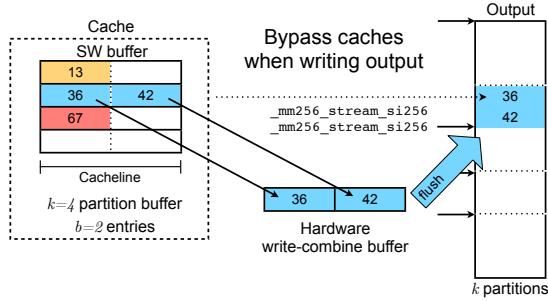 Cache
SW buffer
13
36 42
67
Cacheline
k=4 partition buffer
b=2 entries
Bypass caches
when writing output
_mm256_stream_si256
_mm256_stream_si256
36 42
Hardware
write-combine buffer
flush
Output
36
42
k partitions